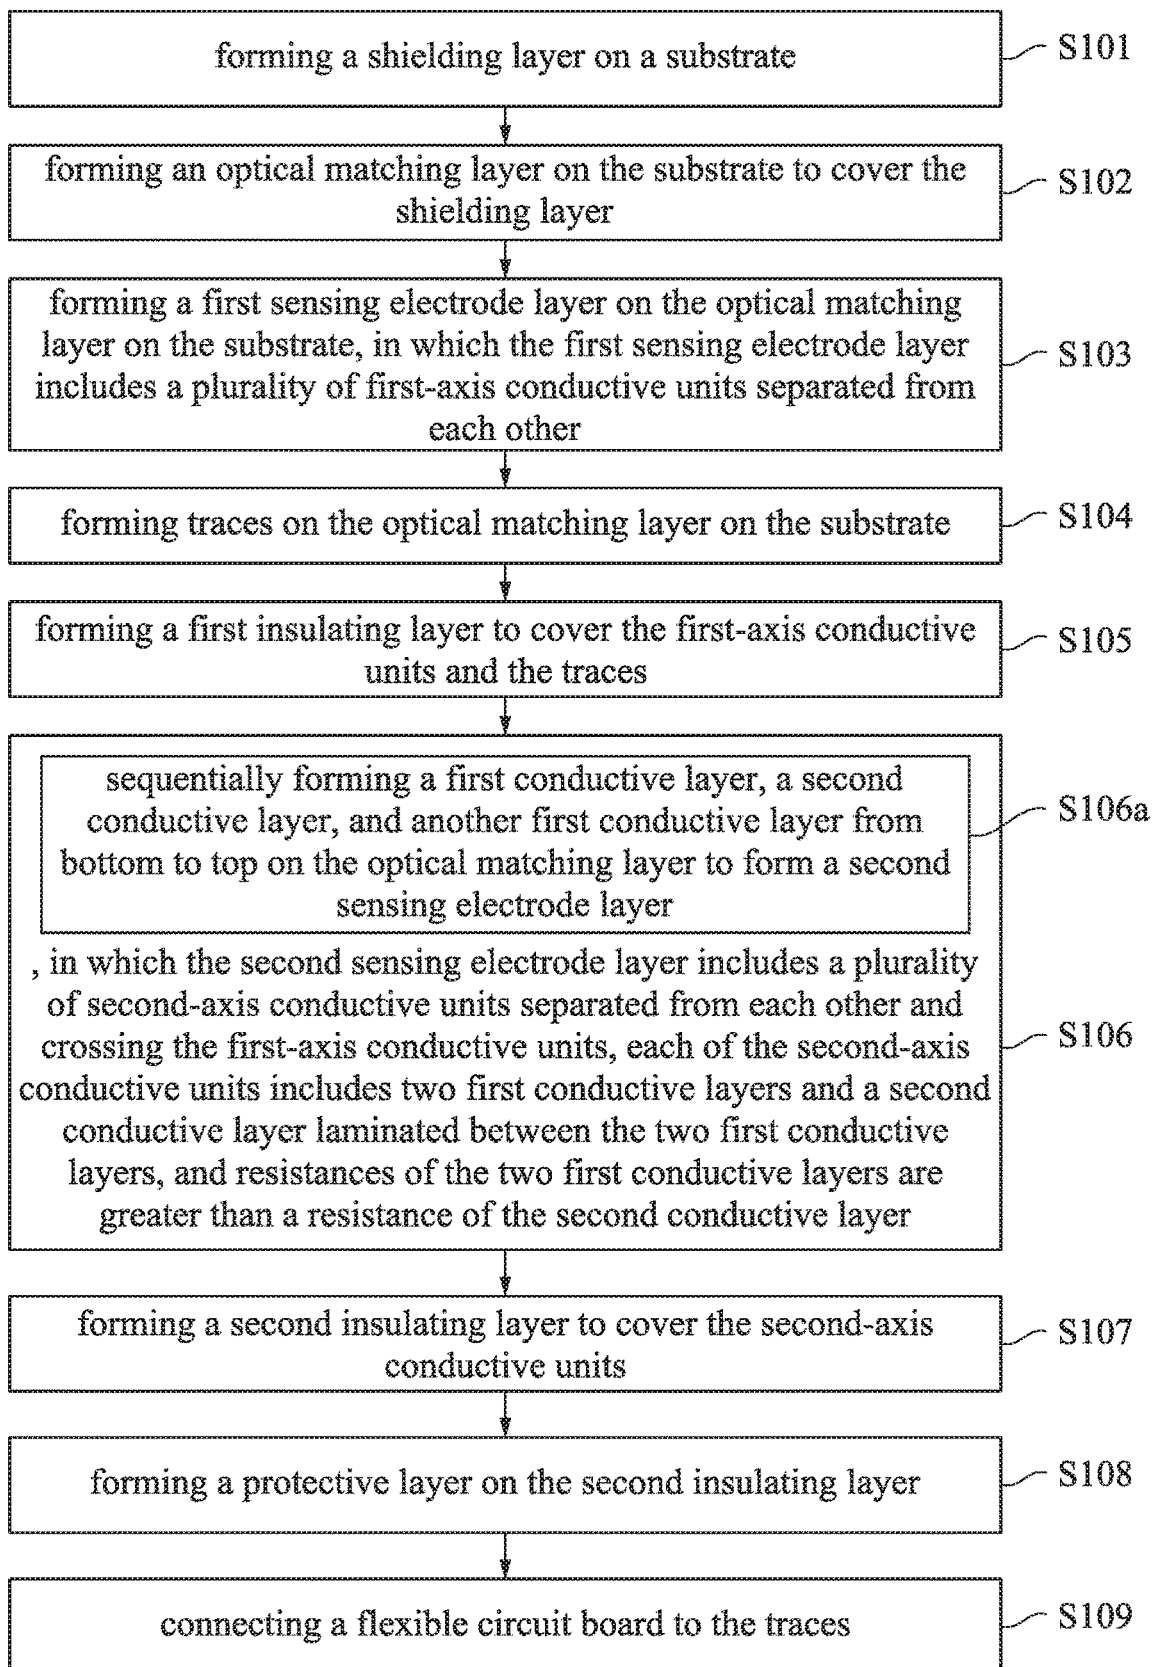 forming a shielding layer on a substrate
S101
forming an optical matching layer on the substrate to cover the
shielding layer
S102
forming a first sensing electrode layer on the optical matching
layer on the substrate, in which the first sensing electrode layer
includes a plurality of first-axis conductive units separated from
each other
S103
forming traces on the optical matching layer on the substrate
S104
forming a first insulating layer to cover the first-axis conductive
units and the traces
S105
sequentially forming a first conductive layer, a second
conductive layer, and another first conductive layer from
bottom to top on the optical matching layer to form a second
sensing electrode layer
S106a
, in which the second sensing electrode layer includes a plurality
of second-axis conductive units separated from each other and
crossing the first-axis conductive units, each of the second-axis
conductive units includes two first conductive layers and a second
conductive layer laminated between the two first conductive
layers, and resistances of the two first conductive layers are
greater than a resistance of the second conductive layer
S106
forming a second insulating layer to cover the second-axis
conductive units
S107
forming a protective layer on the second insulating layer
S108
connecting a flexible circuit board to the traces
S109